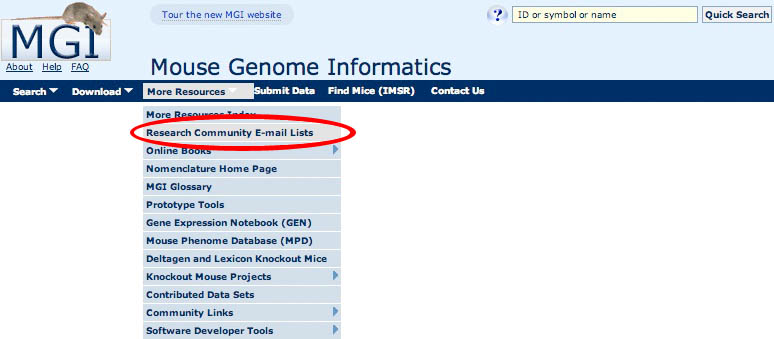 Tour the new MGI website
ID or symbol or name
Quick Search
?
MGI
About Help FAQ
Mouse Genome Informatics
Search Download More Resources Submit Data Find Mice (IMSR) Contact Us
More Resources Index
Research Community E-mail Lists
Online Books
Nomenclature Home Page
MGI Glossary
Prototype Tools
Gene Expression Notebook (GEN)
Mouse Phenome Database (MPD)
Deltagen and Lexicon Knockout Mice
Knockout Mouse Projects
Contributed Data Sets
Community Links
Software Developer Tools